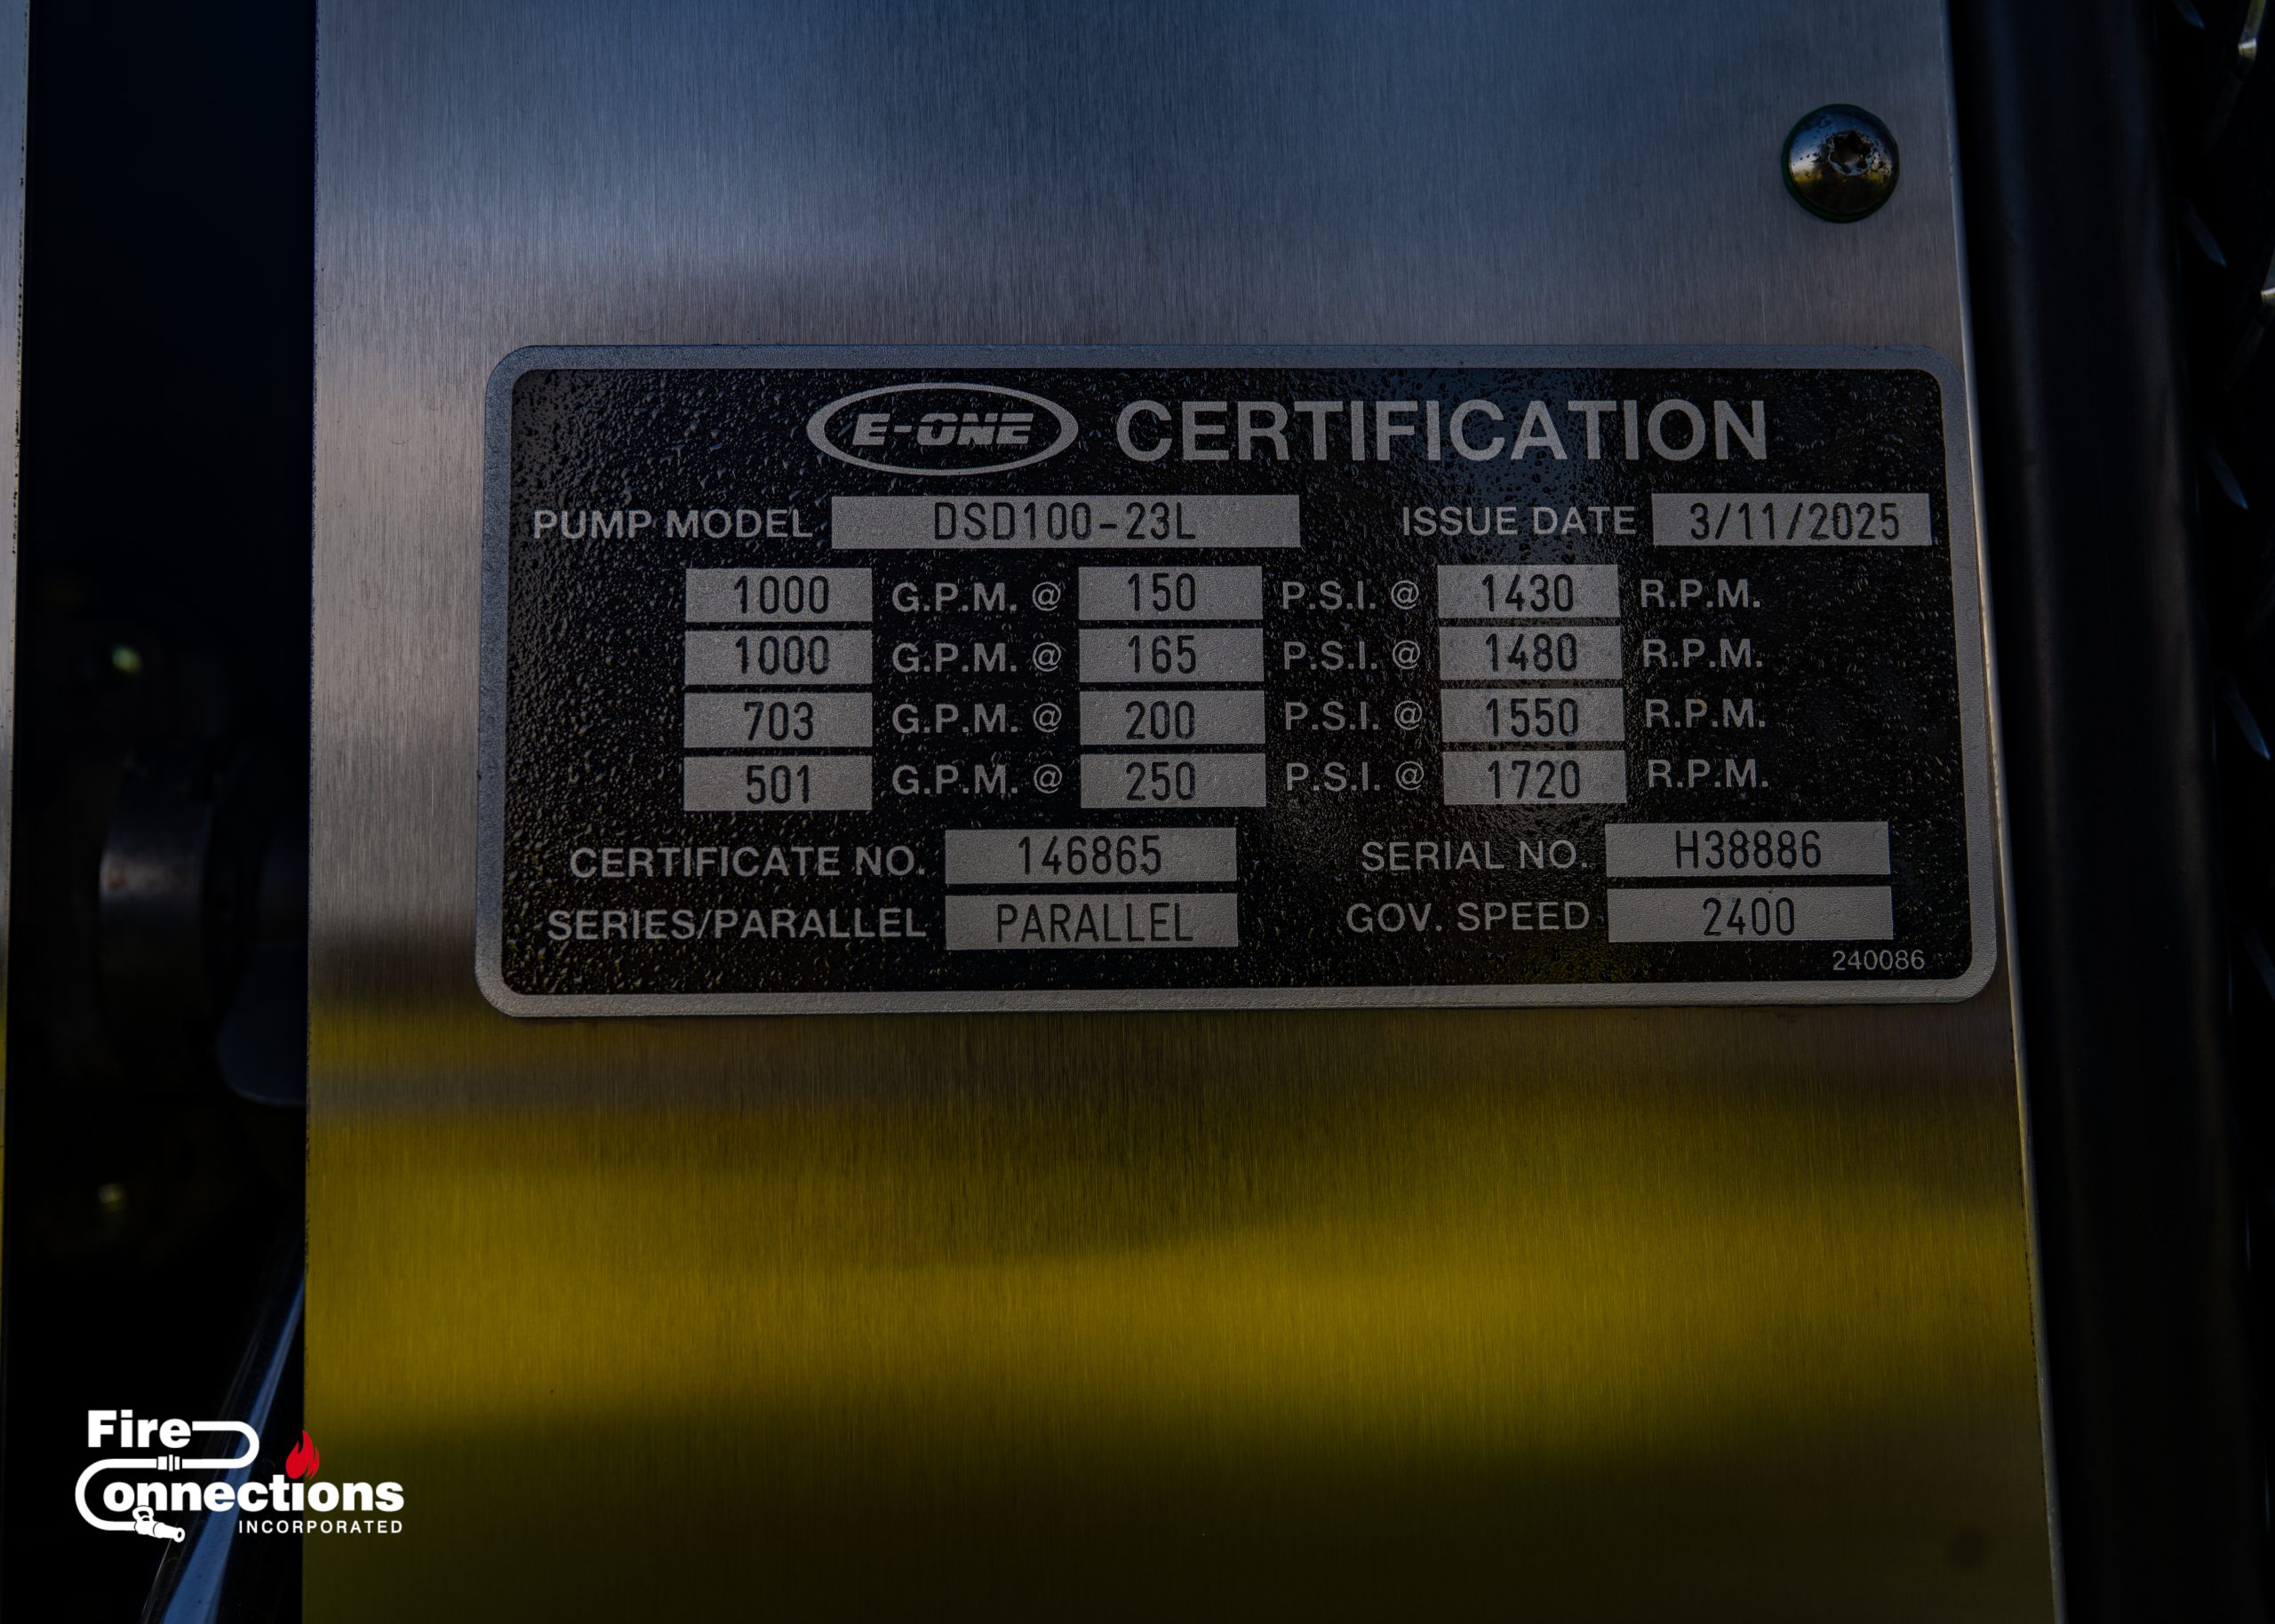 E-ONE CERTIFICATION
PUMP MODEL DSD100-23L ISSUE DATE 3/11/2025
1000 G.P.M. @ 150 P.S.I. @ 1430 R.P.M.
1000 G.P.M. @ 165 P.S.I. @ 1480 R.P.M.
703 G.P.M. @ 200 P.S.I. @ 1550 R.P.M.
501 G.P.M. @ 250 P.S.I. @ 1720 R.P.M.
CERTIFICATE NO. 146865 SERIAL NO. H38886
SERIES/PARALLEL PARALLEL GOV. SPEED 2400
240086
Fire
Connections
INCORPORATED